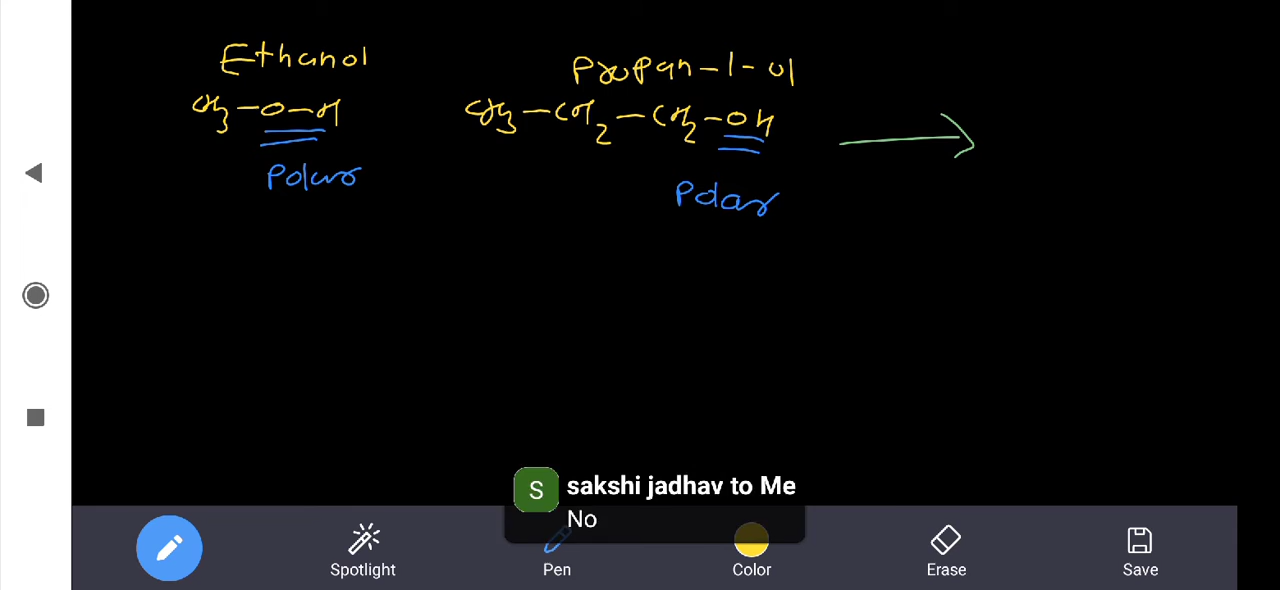 Ethanol
CH3-O-H
Polar
Propan-1-ol
CH3-CH2-CH2-OH
Polar
S
sakshi jadhav to Me
No
Spotlight
Pen
Color
Erase
Save